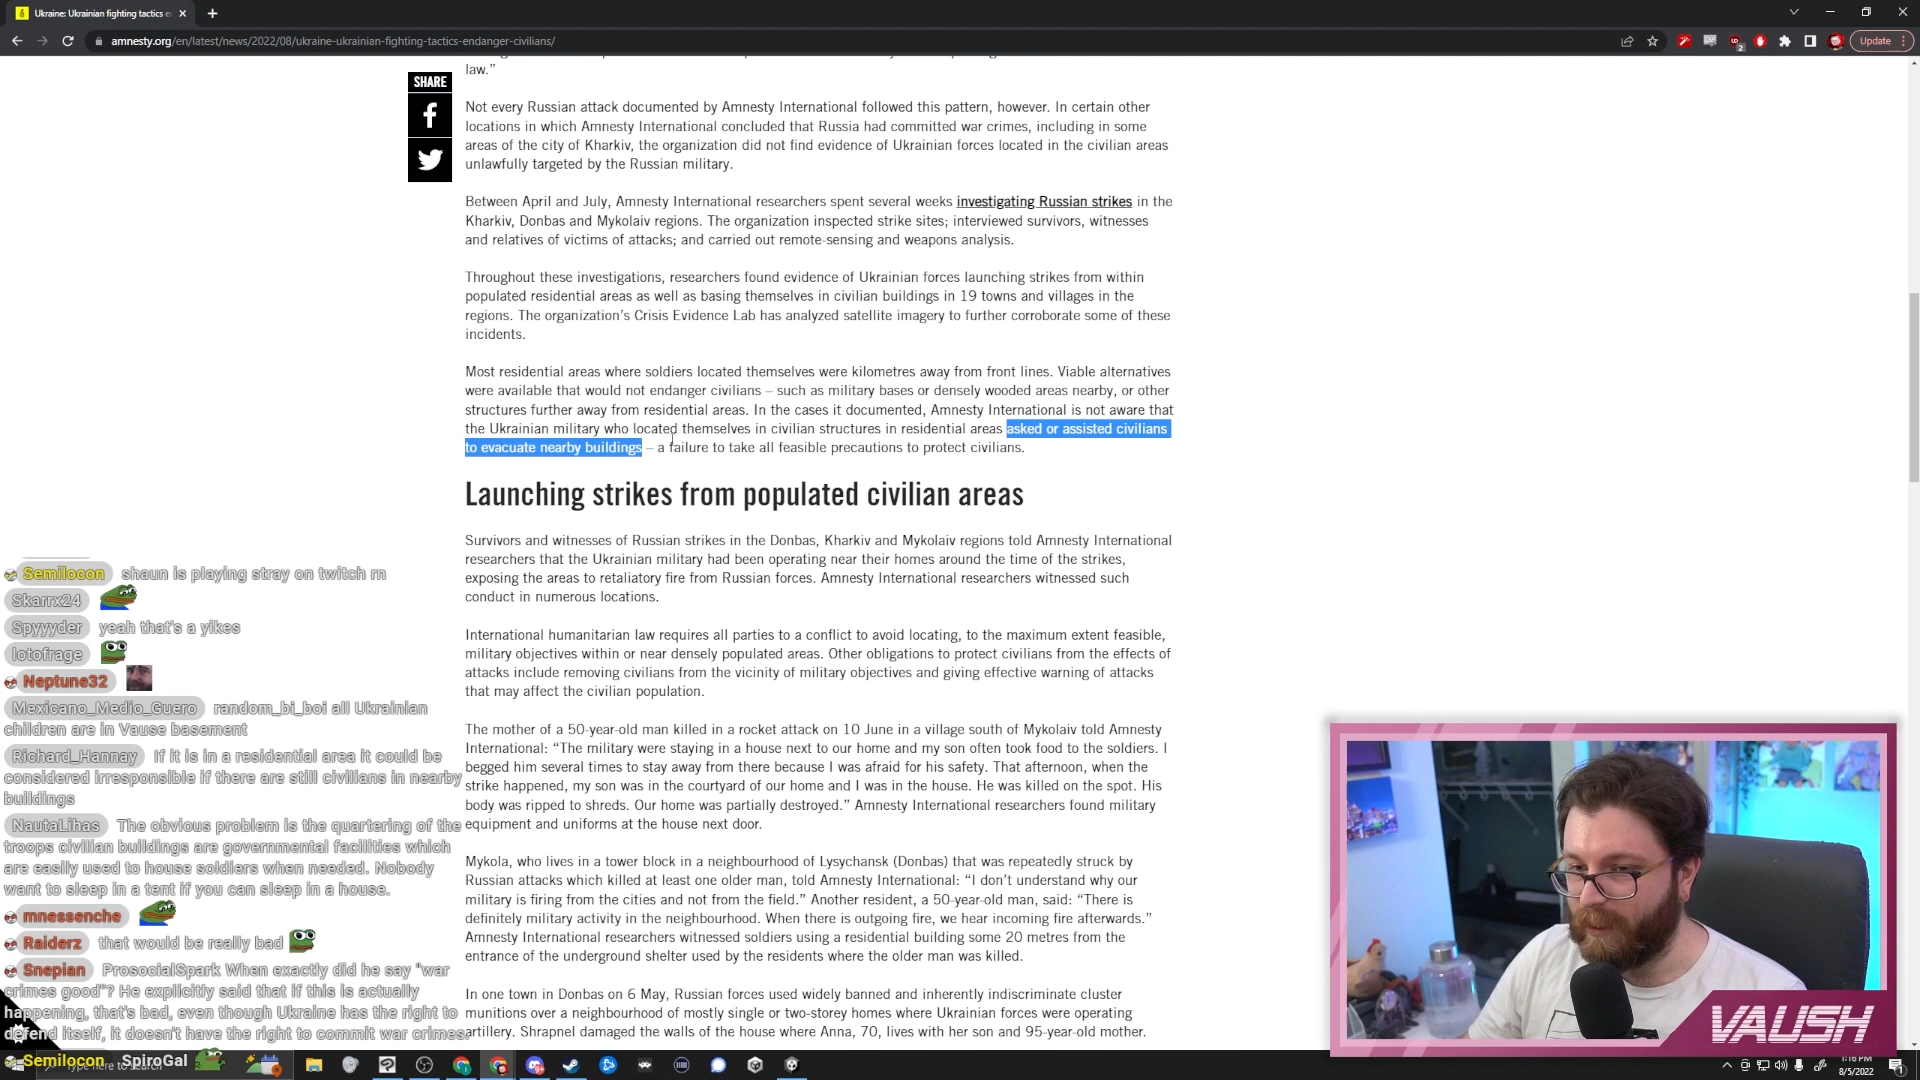 Ukraine: Ukrainian fighting tactics e
amnesty.org/en/latest/news/2022/08/ukraine-ukrainian-fighting-tactics-endanger-civilians/
Update
law.”
SHARE
Not every Russian attack documented by Amnesty International followed this pattern, however. In certain other
locations in which Amnesty International concluded that Russia had committed war crimes, including in some
areas of the city of Kharkiv, the organization did not find evidence of Ukrainian forces located in the civilian areas
unlawfully targeted by the Russian military.
Between April and July, Amnesty International researchers spent several weeks investigating Russian strikes in the
Kharkiv, Donbas and Mykolaiv regions. The organization inspected strike sites; interviewed survivors, witnesses
and relatives of victims of attacks; and carried out remote-sensing and weapons analysis.
Throughout these investigations, researchers found evidence of Ukrainian forces launching strikes from within
populated residential areas as well as basing themselves in civilian buildings in 19 towns and villages in the
regions. The organization’s Crisis Evidence Lab has analyzed satellite imagery to further corroborate some of these
incidents.
Most residential areas where soldiers located themselves were kilometres away from front lines. Viable alternatives
were available that would not endanger civilians – such as military bases or densely wooded areas nearby, or other
structures further away from residential areas. In the cases it documented, Amnesty International is not aware that
the Ukrainian military who located themselves in civilian structures in residential areas asked or assisted civilians
to evacuate nearby buildings – a failure to take all feasible precautions to protect civilians.
Launching strikes from populated civilian areas
Survivors and witnesses of Russian strikes in the Donbas, Kharkiv and Mykolaiv regions told Amnesty International
researchers that the Ukrainian military had been operating near their homes around the time of the strikes,
exposing the areas to retaliatory fire from Russian forces. Amnesty International researchers witnessed such
conduct in numerous locations.
International humanitarian law requires all parties to a conflict to avoid locating, to the maximum extent feasible,
military objectives within or near densely populated areas. Other obligations to protect civilians from the effects of
attacks include removing civilians from the vicinity of military objectives and giving effective warning of attacks
that may affect the civilian population.
The mother of a 50-year-old man killed in a rocket attack on 10 June in a village south of Mykolaiv told Amnesty
International: “The military were staying in a house next to our home and my son often took food to the soldiers. I
begged him several times to stay away from there because I was afraid for his safety. That afternoon, when the
strike happened, my son was in the courtyard of our home and I was in the house. He was killed on the spot. His
body was ripped to shreds. Our home was partially destroyed.” Amnesty International researchers found military
equipment and uniforms at the house next door.
Mykola, who lives in a tower block in a neighbourhood of Lysychansk (Donbas) that was repeatedly struck by
Russian attacks which killed at least one older man, told Amnesty International: “I don’t understand why our
military is firing from the cities and not from the field.” Another resident, a 50-year-old man, said: “There is
definitely military activity in the neighbourhood. When there is outgoing fire, we hear incoming fire afterwards.”
Amnesty International researchers witnessed soldiers using a residential building some 20 metres from the
entrance of the underground shelter used by the residents where the older man was killed.
In one town in Donbas on 6 May, Russian forces used widely banned and inherently indiscriminate cluster
munitions over a neighbourhood of mostly single or two-storey homes where Ukrainian forces were operating
artillery. Shrapnel damaged the walls of the house where Anna, 70, lives with her son and 95-year-old mother.
Semilocon shaun is playing stray on twitch rn
Skarrx24
Spyyyder yeah that's a yikes
lotofrage
Neptune32
Mexicano_Medio_Guero random_bi_boi all Ukrainian
children are in Vause basement
Richard_Hannay If it is in a residential area it could be
considered irresponsible if there are still civilians in nearby
buildings
NautaLihas The obvious problem is the quartering of the
troops civilian buildings are governmental facilities which
are easily used to house soldiers when needed. Nobody
want to sleep in a tent if you can sleep in a house.
mnessenche
Raiderz that would be really bad
Snepian ProsocialSpark When exactly did he say "war
crimes good"? He explicitly said that if this is actually
happening, that's bad, even though Ukraine has the right to
defend itself, it doesn't have the right to commit war crimes.
Semilocon SpiroGal
VAUSH
1:16 PM
8/5/2022